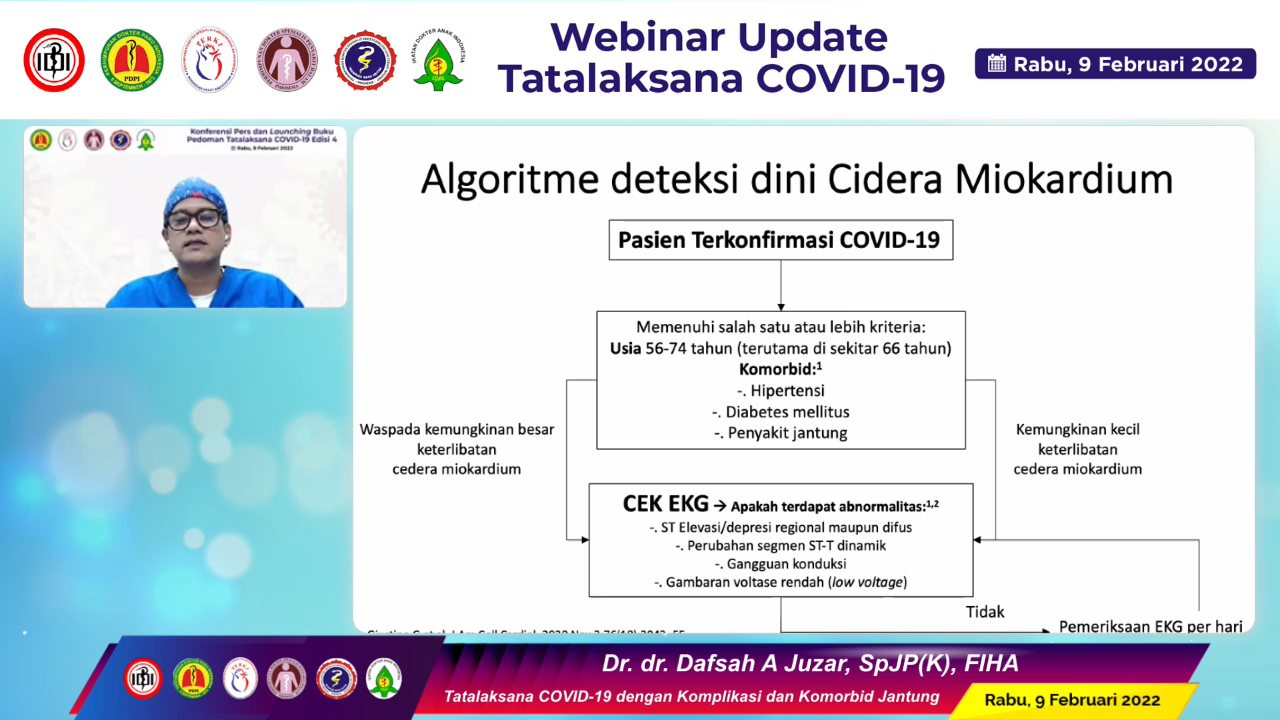 Webinar Update
Tatalaksana COVID-19
Rabu, 9 Februari 2022
IDI
PDPI
PERKI
IDAI
Konferensi Pers dan Launching Buku
Pedoman Tatalaksana COVID-19 Edisi 4
Rabu, 9 Februari 2022
Algoritme deteksi dini Cidera Miokardium
Pasien Terkonfirmasi COVID-19
Memenuhi salah satu atau lebih kriteria:
Usia 56-74 tahun (terutama di sekitar 66 tahun)
Komorbid:¹
-. Hipertensi
-. Diabetes mellitus
-. Penyakit jantung
Waspada kemungkinan besar
keterlibatan
cedera miokardium
Kemungkinan kecil
keterlibatan
cedera miokardium
CEK EKG → Apakah terdapat abnormalitas:¹,²
-. ST Elevasi/depresi regional maupun difus
-. Perubahan segmen ST-T dinamik
-. Gangguan konduksi
-. Gambaran voltase rendah (low voltage)
Tidak
Pemeriksaan EKG per hari
Dr. dr. Dafsah A Juzar, SpJP(K), FIHA
Tatalaksana COVID-19 dengan Komplikasi dan Komorbid Jantung
Rabu, 9 Februari 2022